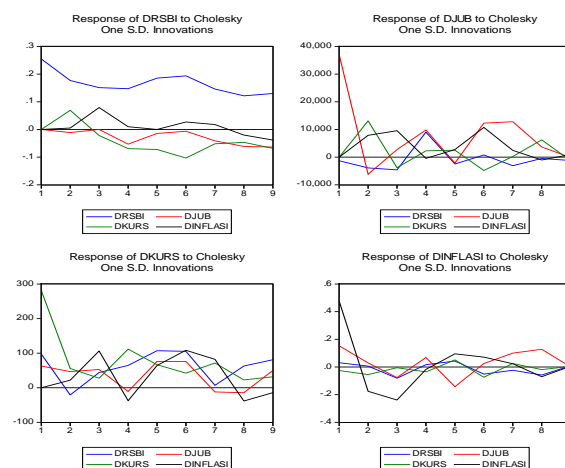 Response of DRSBI to Cholesky
One S.D. Innovations
.3
.2
.1
.0
-.1
-.2
1 2 3 4 5 6 7 8 9
DRSBI DJUB
DKURS DINFLASI
Response of DJUB to Cholesky
One S.D. Innovations
40,000
30,000
20,000
10,000
0
-10,000
1 2 3 4 5 6 7 8
DRSBI DJUB
DKURS DINFLASI
Response of DKURS to Cholesky
One S.D. Innovations
300
200
100
0
-100
1 2 3 4 5 6 7 8 9
DRSBI DJUB
DKURS DINFLASI
Response of DINFLASI to Cholesky
One S.D. Innovations
.6
.4
.2
.0
-.2
-.4
1 2 3 4 5 6 7 8
DRSBI DJUB
DKURS DINFLASI